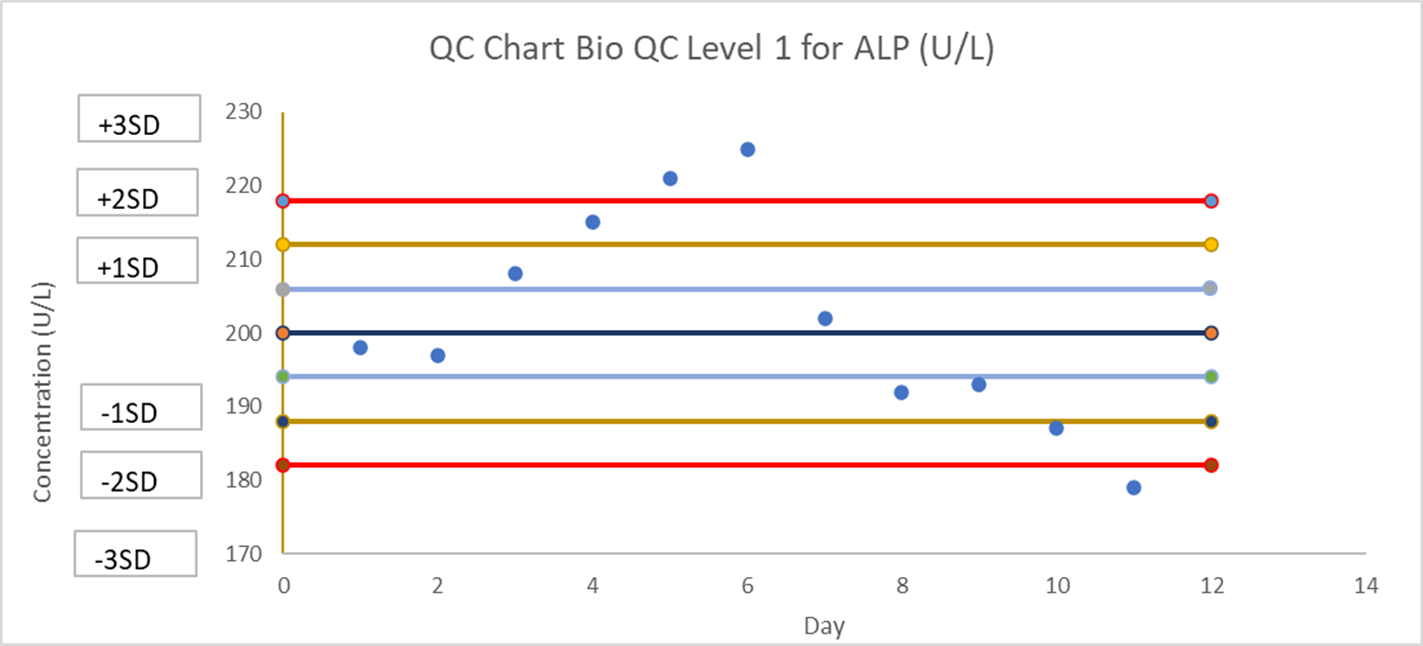 QC Chart Bio QC Level 1 for ALP (U/L)
+3SD
+2SD
+1SD
-1SD
-2SD
-3SD
Concentration (U/L)
230
220
210
200
190
180
170
0 2 4 6 8 10 12 14
Day